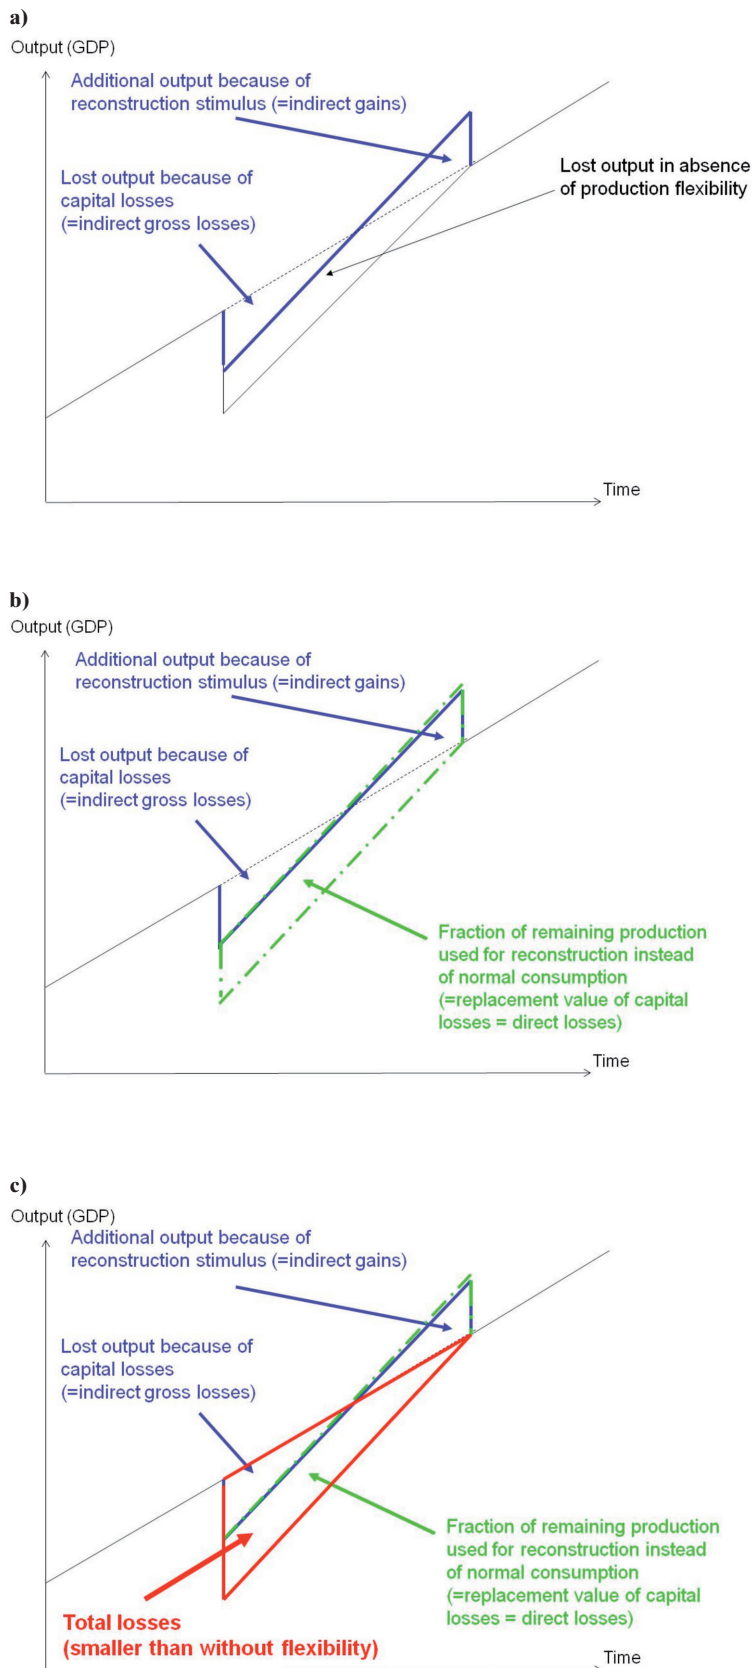 a)
Output (GDP)
Additional output because of
reconstruction stimulus (=indirect gains)
Lost output because of
capital losses
(=indirect gross losses)
Lost output in absence
of production flexibility
Time
b)
Output (GDP)
Additional output because of
reconstruction stimulus (=indirect gains)
Lost output because of
capital losses
(=indirect gross losses)
Fraction of remaining production
used for reconstruction instead
of normal consumption
(=replacement value of capital
losses = direct losses)
Time
c)
Output (GDP)
Additional output because of
reconstruction stimulus (=indirect gains)
Lost output because of
capital losses
(=indirect gross losses)
Fraction of remaining production
used for reconstruction instead
of normal consumption
(=replacement value of capital
losses = direct losses)
Total losses
(smaller than without flexibility)
Time